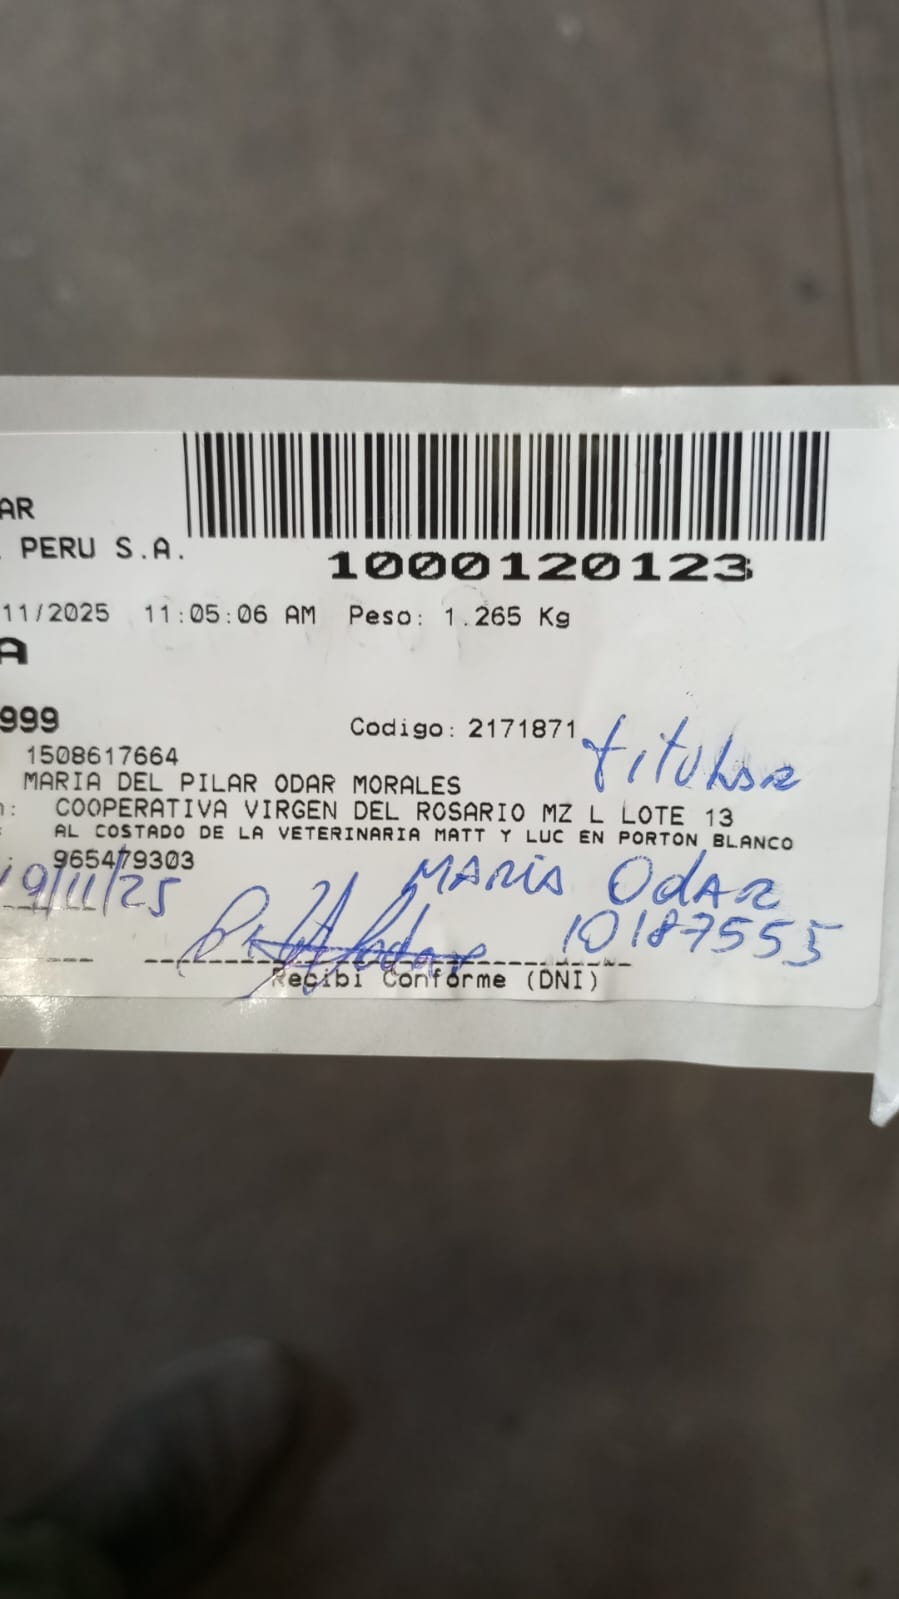 AR
PERU S.A.
1000120123
11/2025 11:05:06 AM Peso: 1.265 Kg
A
999
Codigo: 2171871 titular
1508617664
MARIA DEL PILAR ODAR MORALES
: COOPERATIVA VIRGEN DEL ROSARIO MZ L LOTE 13
AL COSTADO DE LA VETERINARIA MATT Y LUC EN PORTON BLANCO
965479303
MARIA OdAR
19/11/25
10187555
Recibi Conforme (DNI)